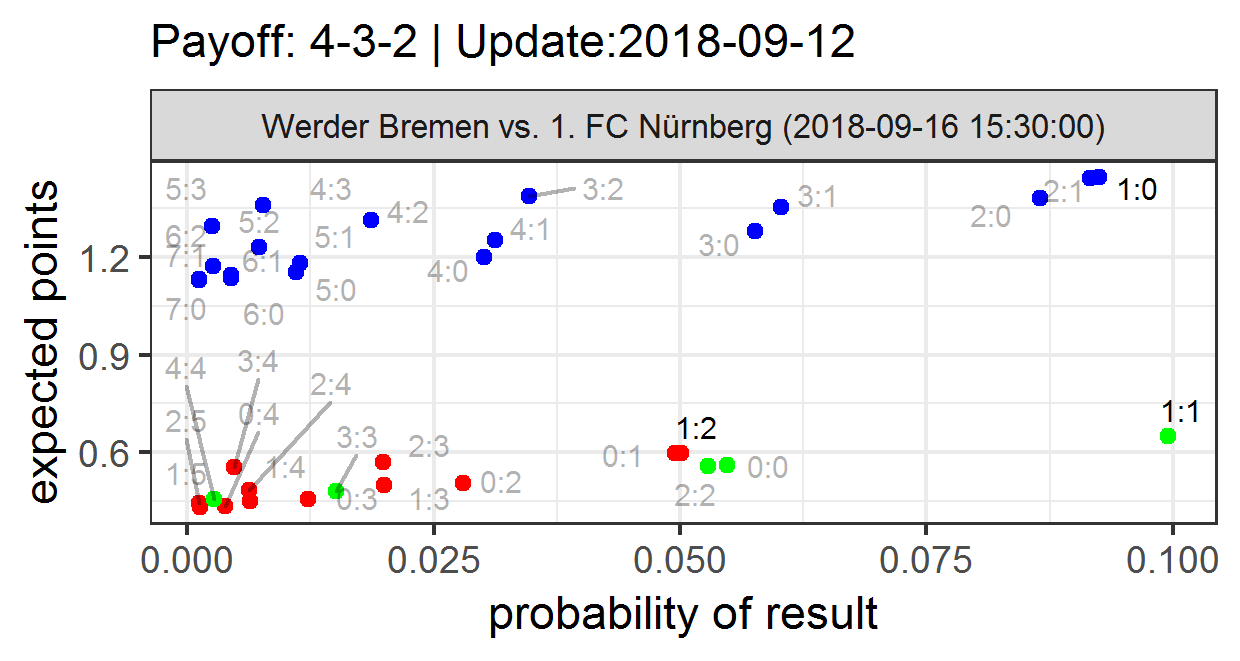 Payoff: 4-3-2 | Update:2018-09-12
Werder Bremen vs. 1. FC Nürnberg (2018-09-16 15:30:00)
5:3 4:3 3:2 3:1 2:1 1:0
6:2 5:2 4:2 2:0
7:1 6:1 5:1 4:1 3:0
4:0
7:0 6:0 5:0
4:4 3:4 2:4
2:5 0:4 3:3 2:3 1:2 1:1
1:5 1:4 0:3 1:3 0:2 0:1 2:2 0:0
1.2
0.9
0.6
expected points
0.000 0.025 0.050 0.075 0.100
probability of result